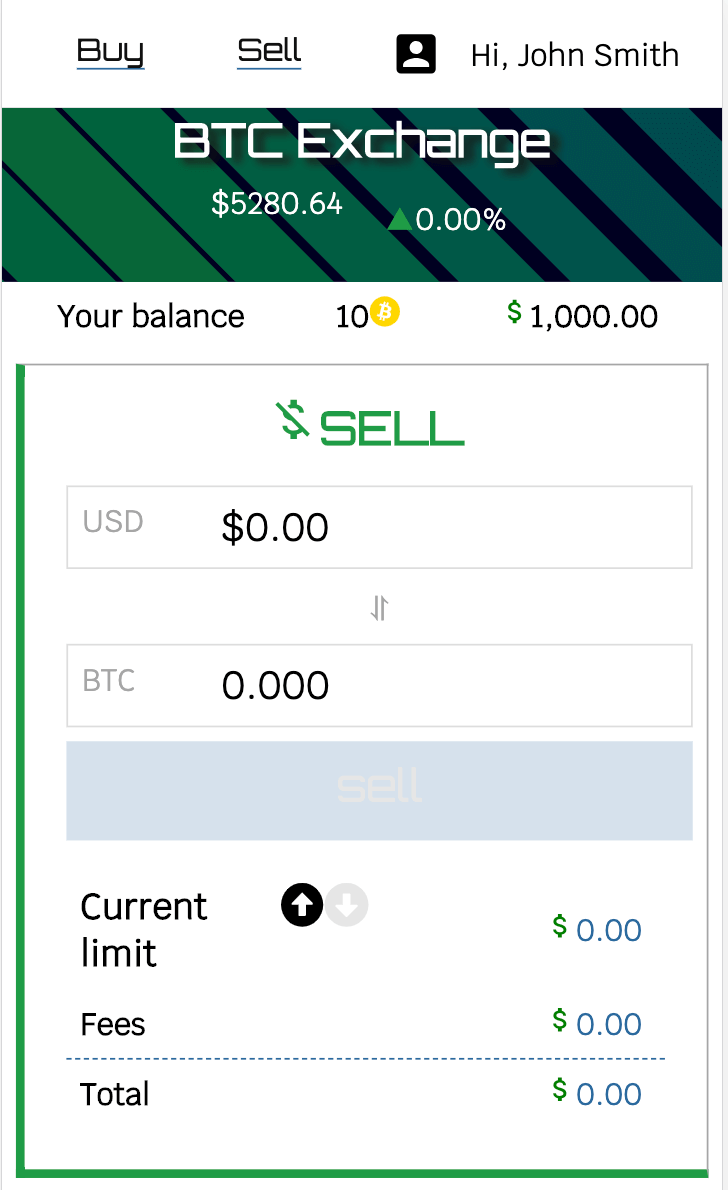 Buy Sell Hi, John Smith
BTC Exchange
$5280.64 0.00%
Your balance 10 $ 1,000.00
SELL
USD $0.00
BTC 0.000
sell
Current
limit
$ 0.00
Fees $ 0.00
Total $ 0.00